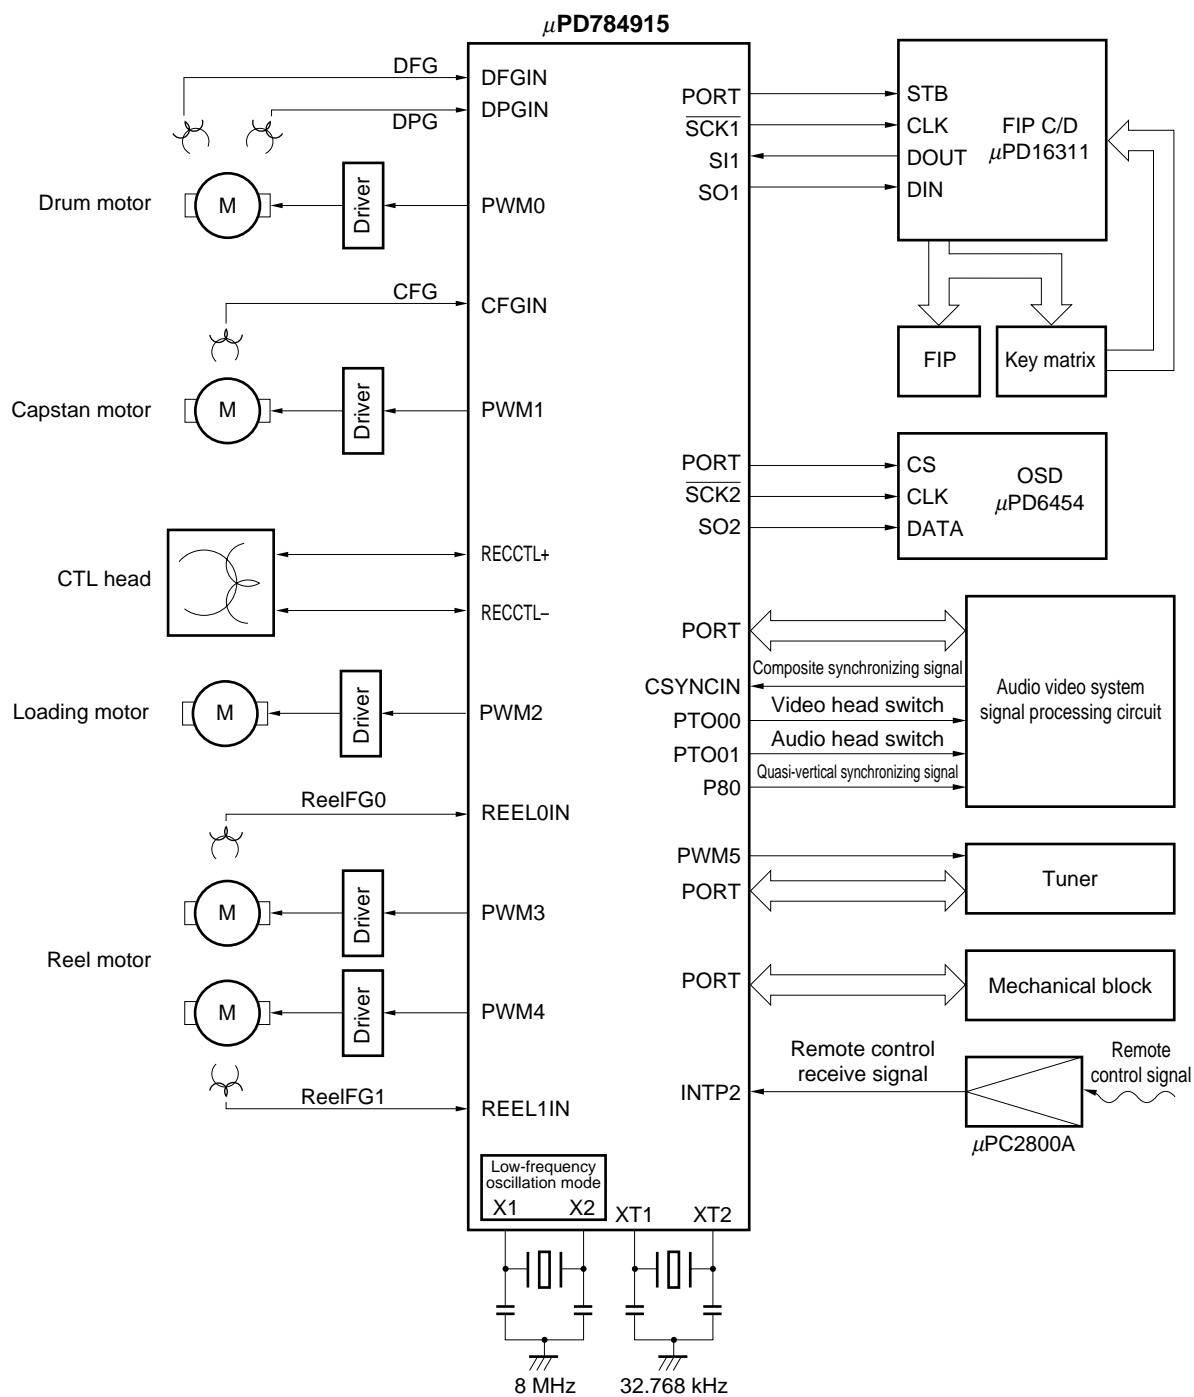 μPD784915
DFG
DFGIN
DPGIN
DPG
Drum motor
M
Driver
PWM0
CFG
CFGIN
Capstan motor
M
Driver
PWM1
CTL head
RECCTL+
RECCTL–
Loading motor
M
Driver
PWM2
ReelFG0
REEL0IN
M
Driver
PWM3
Reel motor
M
Driver
PWM4
ReelFG1
REEL1IN
Low-frequency
oscillation mode
X1
X2
XT1
XT2
8 MHz
32.768 kHz
PORT
SCK1
SI1
SO1
STB
CLK
DOUT
DIN
FIP C/D
μPD16311
FIP
Key matrix
PORT
SCK2
SO2
CS
CLK
DATA
OSD
μPD6454
PORT
Composite synchronizing signal
CSYNCIN
Video head switch
PTO00
Audio head switch
PTO01
Quasi-vertical synchronizing signal
P80
Audio video system
signal processing circuit
PWM5
PORT
Tuner
PORT
Mechanical block
Remote control
receive signal
INTP2
Remote
control signal
μPC2800A